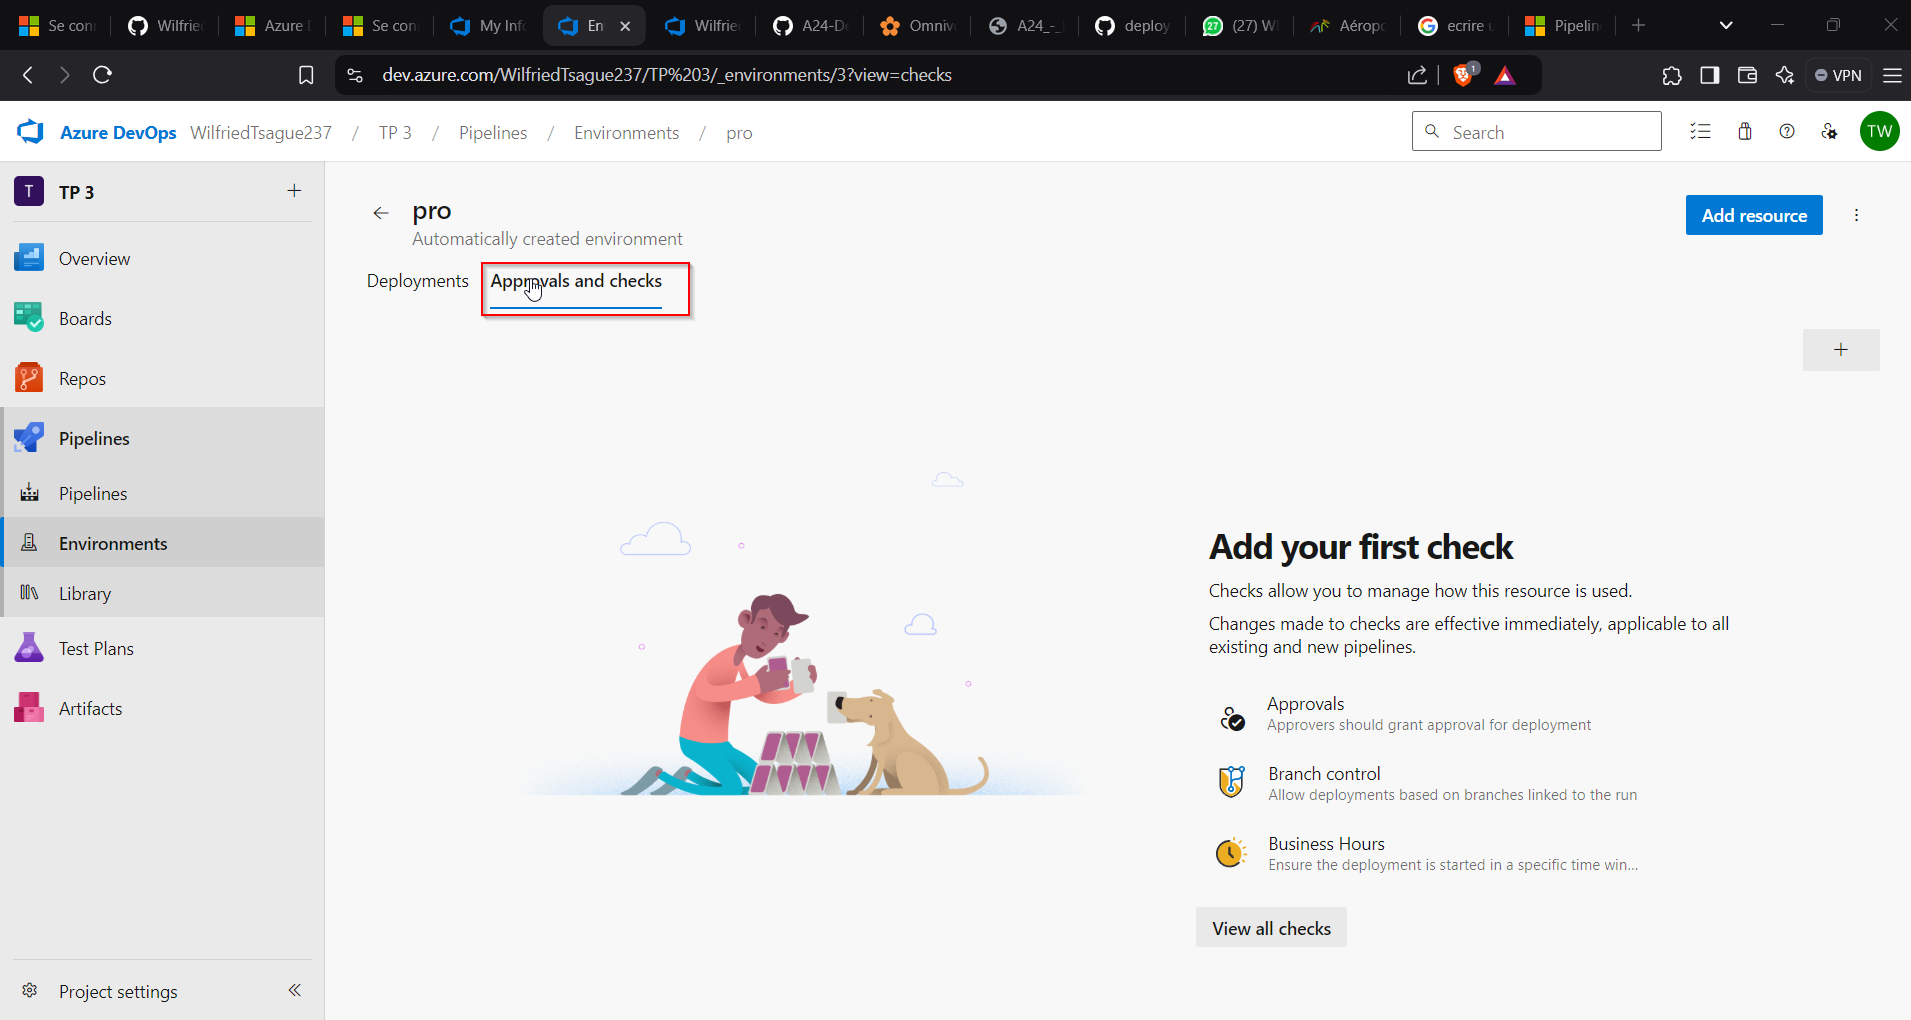 Se con
Wilfrie
Azure
Se con
My Inf
En
Wilfrie
A24-D
Omniv
A24_-_
deploy
(27) W
Aérop
ecrire
Pipelin
dev.azure.com/WilfriedTsague237/TP%203/_environments/3?view=checks
1
VPN
Azure DevOps WilfriedTsague237 / TP 3 / Pipelines / Environments / pro
Search
TW
T TP 3
Overview
Boards
Repos
Pipelines
Pipelines
Environments
Library
Test Plans
Artifacts
Project settings
pro
Automatically created environment
Add resource
Deployments
Approvals and checks
Add your first check
Checks allow you to manage how this resource is used.
Changes made to checks are effective immediately, applicable to all
existing and new pipelines.
Approvals
Approvers should grant approval for deployment
Branch control
Allow deployments based on branches linked to the run
Business Hours
Ensure the deployment is started in a specific time win...
View all checks